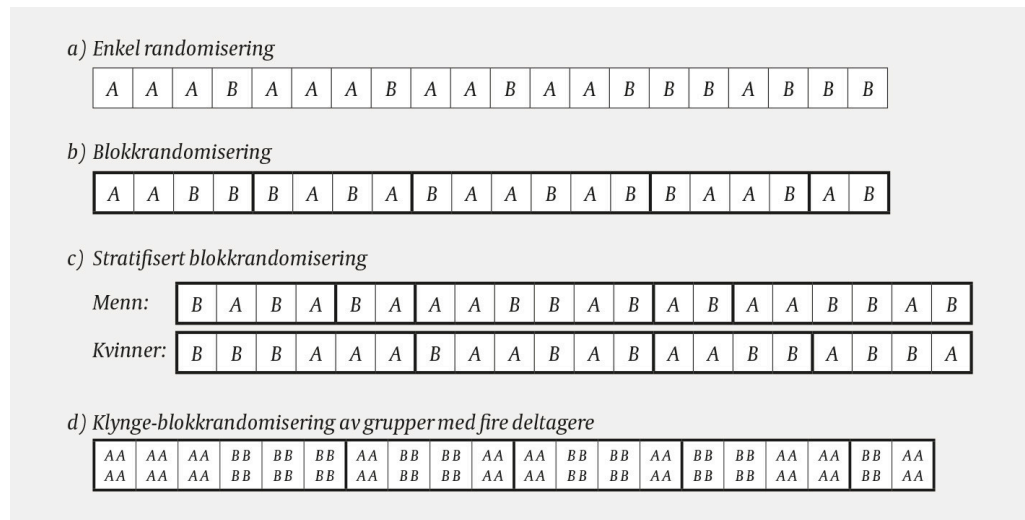 a) Enkel randomisering
A A A B A A A B A A B A A B B B A B B B
b) Blokkrandomisering
A A B B B A B A B A A B A B B A A B A B
c) Stratifisert blokkrandomisering
Menn: B A B A B A A A B B A B A B A A B B A B
Kvinner: B B B A A A B A A B A B A A B B A B B A
d) Klynge-blokkrandomisering av grupper med fire deltagere
AA AA AA BB BB BB AA BB BB AA AA BB BB AA BB BB AA AA BB AA
AA AA AA BB BB BB AA BB BB AA AA BB BB AA BB BB AA AA BB AA